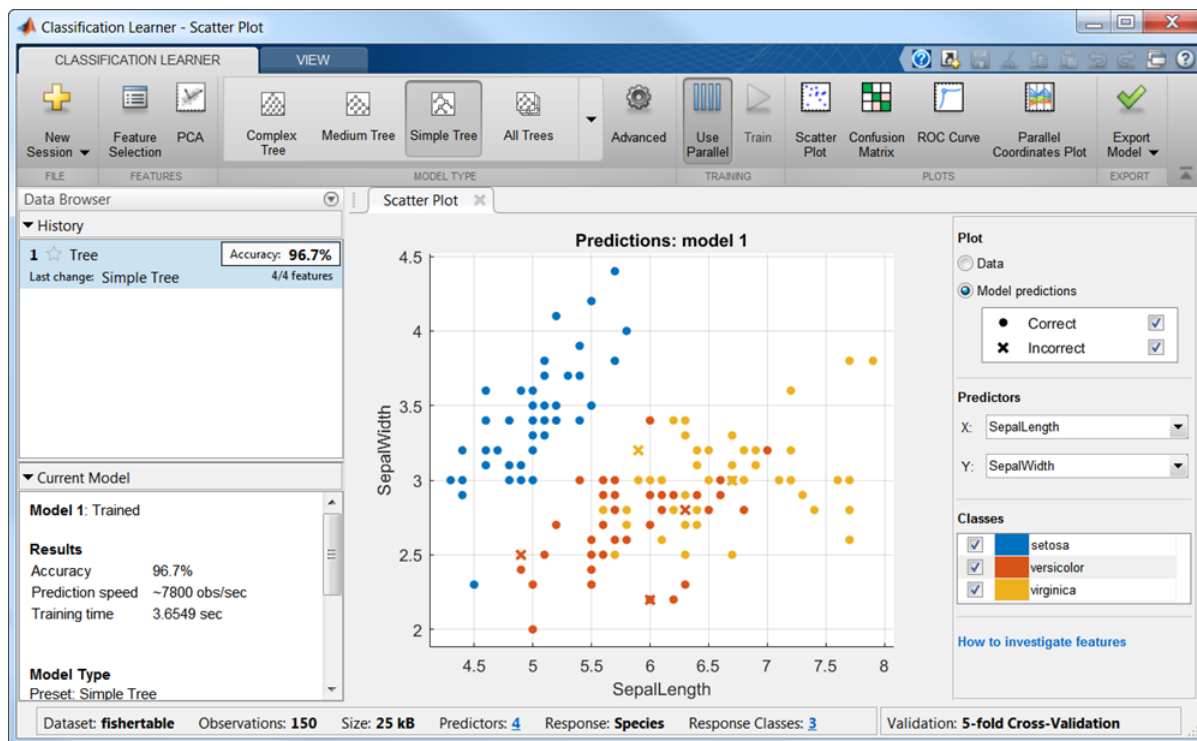 Classification Learner - Scatter Plot
CLASSIFICATION LEARNER VIEW
New Session
Feature Selection
PCA
Complex Tree
Medium Tree
Simple Tree
All Trees
Advanced
Use Parallel
Train
Scatter Plot
Confusion Matrix
ROC Curve
Parallel Coordinates Plot
Export Model
FILE FEATURES MODEL TYPE TRAINING PLOTS EXPORT
Data Browser
History
1 Tree Accuracy: 96.7%
Last change: Simple Tree 4/4 features
Current Model
Model 1: Trained
Results
Accuracy 96.7%
Prediction speed ~7800 obs/sec
Training time 3.6549 sec
Model Type
Preset: Simple Tree
Scatter Plot
Predictions: model 1
4.5
4
3.5
3
2.5
2
SepalWidth
4.5 5 5.5 6 6.5 7 7.5 8
SepalLength
Plot
Data
Model predictions
Correct
Incorrect
Predictors
X: SepalLength
Y: SepalWidth
Classes
setosa
versicolor
virginica
How to investigate features
Dataset: fishertable Observations: 150 Size: 25 kB Predictors: 4 Response: Species Response Classes: 3 Validation: 5-fold Cross-Validation